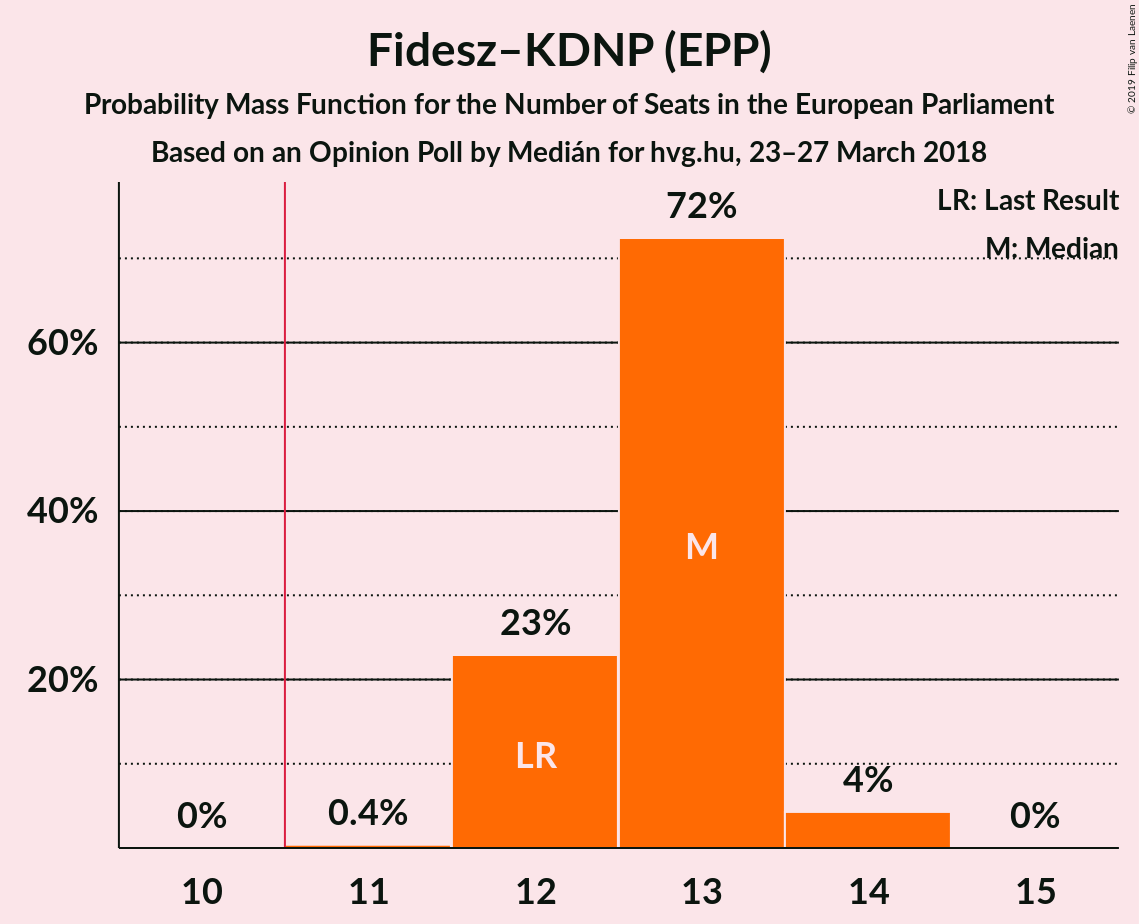 Fidesz–KDNP (EPP)
Probability Mass Function for the Number of Seats in the European Parliament
Based on an Opinion Poll by Medián for hvg.hu, 23–27 March 2018
© 2019 Filip van Laenen
LR: Last Result
M: Median
72%
60%
40%
M
23%
20%
LR
4%
0%
0.4%
0%
10
11
12
13
14
15